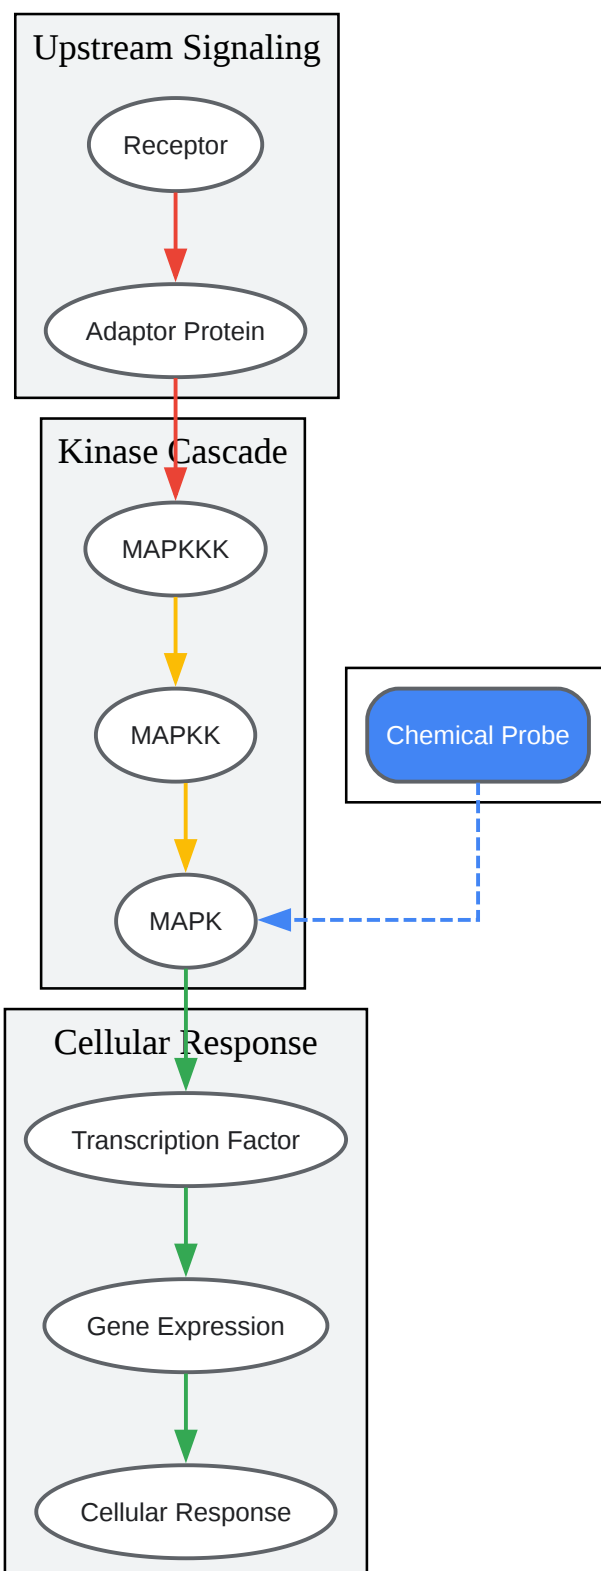 Upstream Signaling
Receptor
Adaptor Protein
Kinase Cascade
MAPKKK
MAPKK
Chemical Probe
MAPK
Cellular Response
Transcription Factor
Gene Expression
Cellular Response